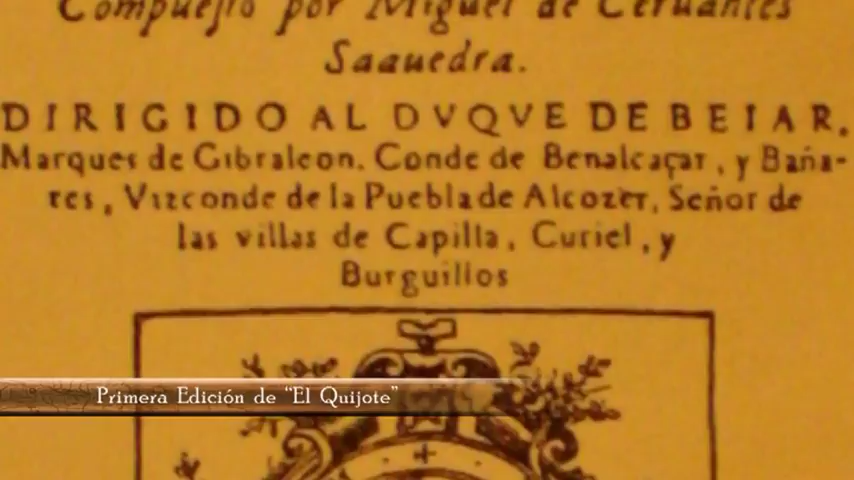 Compuesto por Miguel de Ceruantes
Saauedra.
DIRIGIDO AL DVQVE DE BEIAR,
Marques de Gibraleon, Conde de Benalcaçar, y Baña-
res, Vizconde de la Puebla de Alcozer, Señor de
las villas de Capilla, Curiel, y
Burguillos
Primera Edición de “El Quijote”